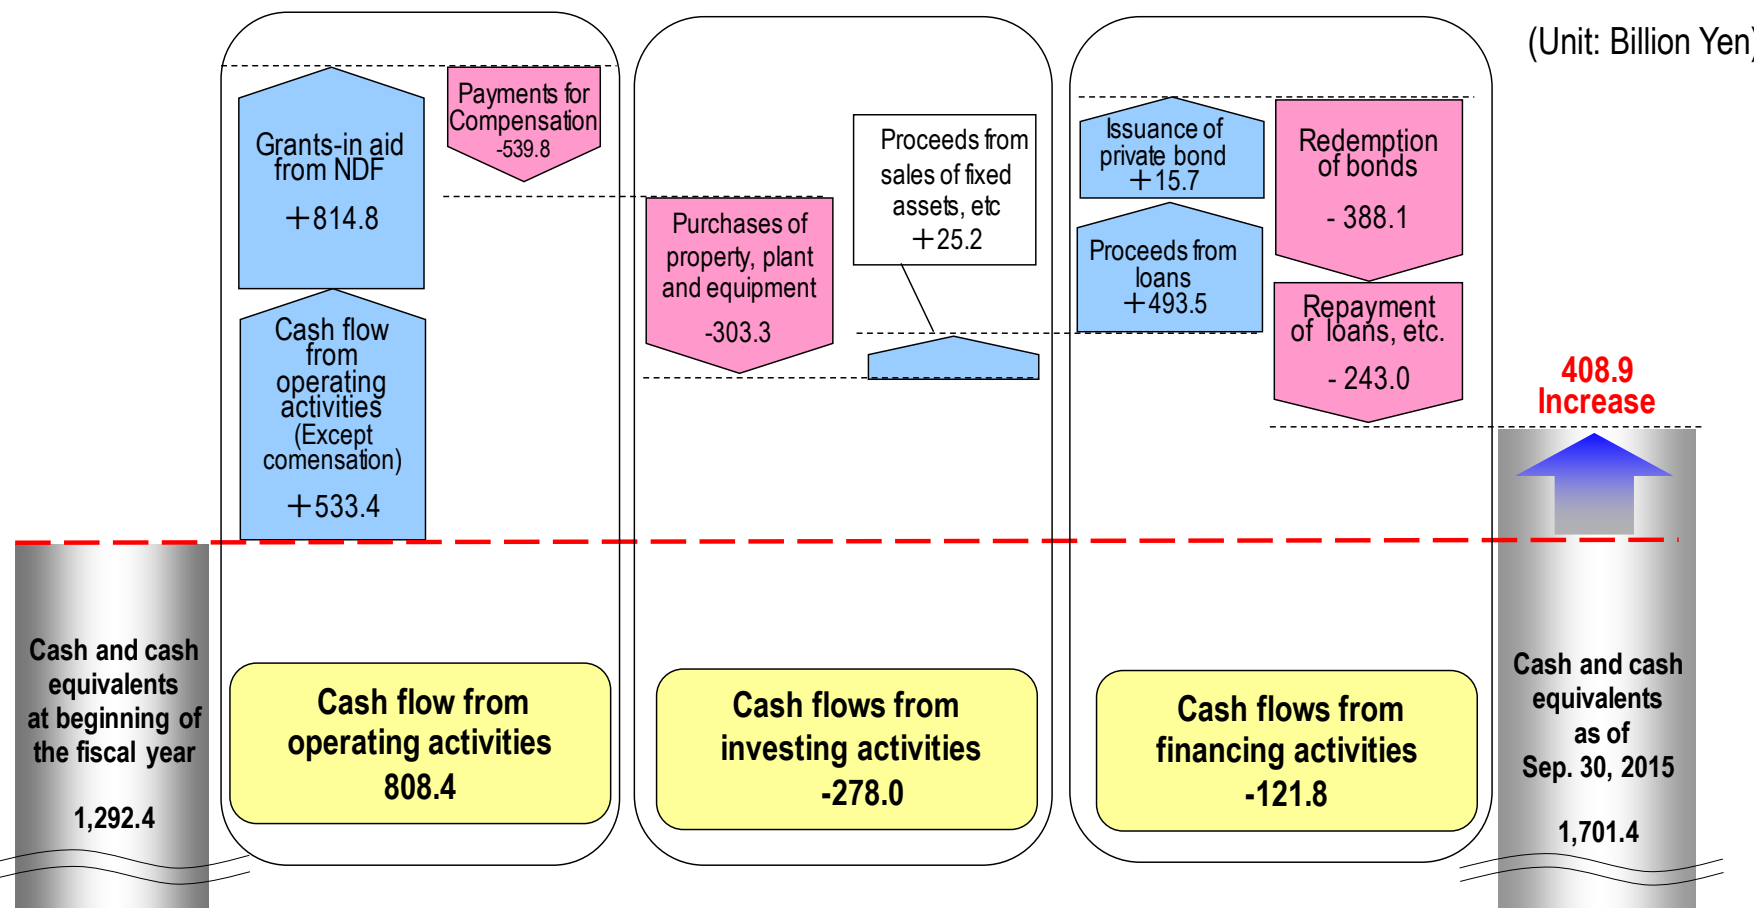 (Unit: Billion Yen)
Grants-in aid
from NDF
+814.8
Payments for
Compensation
-539.8
Cash flow
from
operating
activities
(Except
comensation)
+533.4
Purchases of
property, plant
and equipment
-303.3
Proceeds from
sales of fixed
assets, etc
+25.2
Issuance of
private bond
+15.7
Proceeds from
loans
+493.5
Redemption
of bonds
- 388.1
Repayment
of loans, etc.
- 243.0
408.9
Increase
Cash and cash
equivalents
at beginning of
the fiscal year
1,292.4
Cash flow from
operating activities
808.4
Cash flows from
investing activities
-278.0
Cash flows from
financing activities
-121.8
Cash and cash
equivalents
as of
Sep. 30, 2015
1,701.4